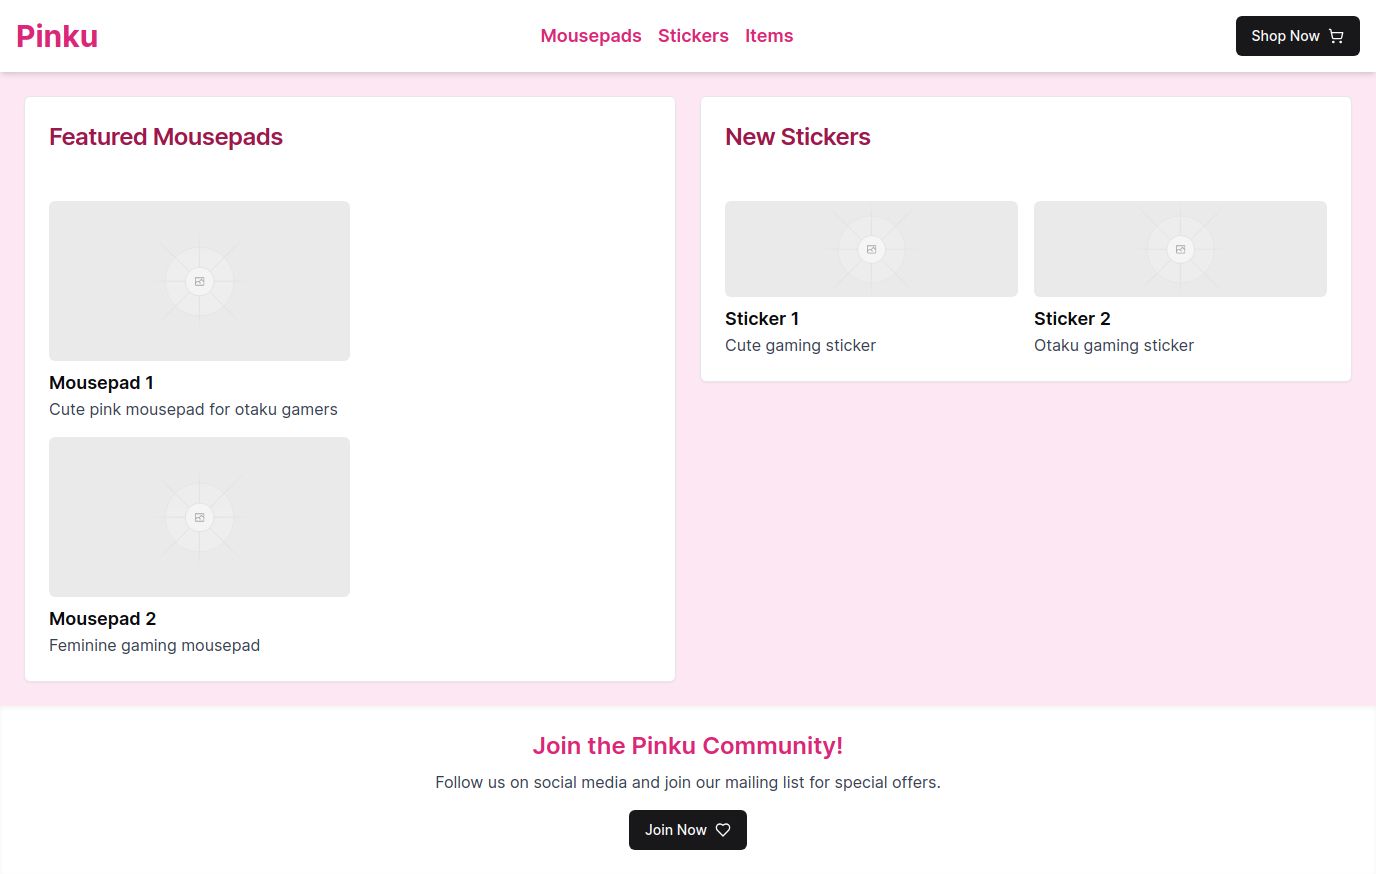 Pinku
Mousepads Stickers Items
Shop Now
Featured Mousepads
Mousepad 1
Cute pink mousepad for otaku gamers
Mousepad 2
Feminine gaming mousepad
New Stickers
Sticker 1
Cute gaming sticker
Sticker 2
Otaku gaming sticker
Join the Pinku Community!
Follow us on social media and join our mailing list for special offers.
Join Now